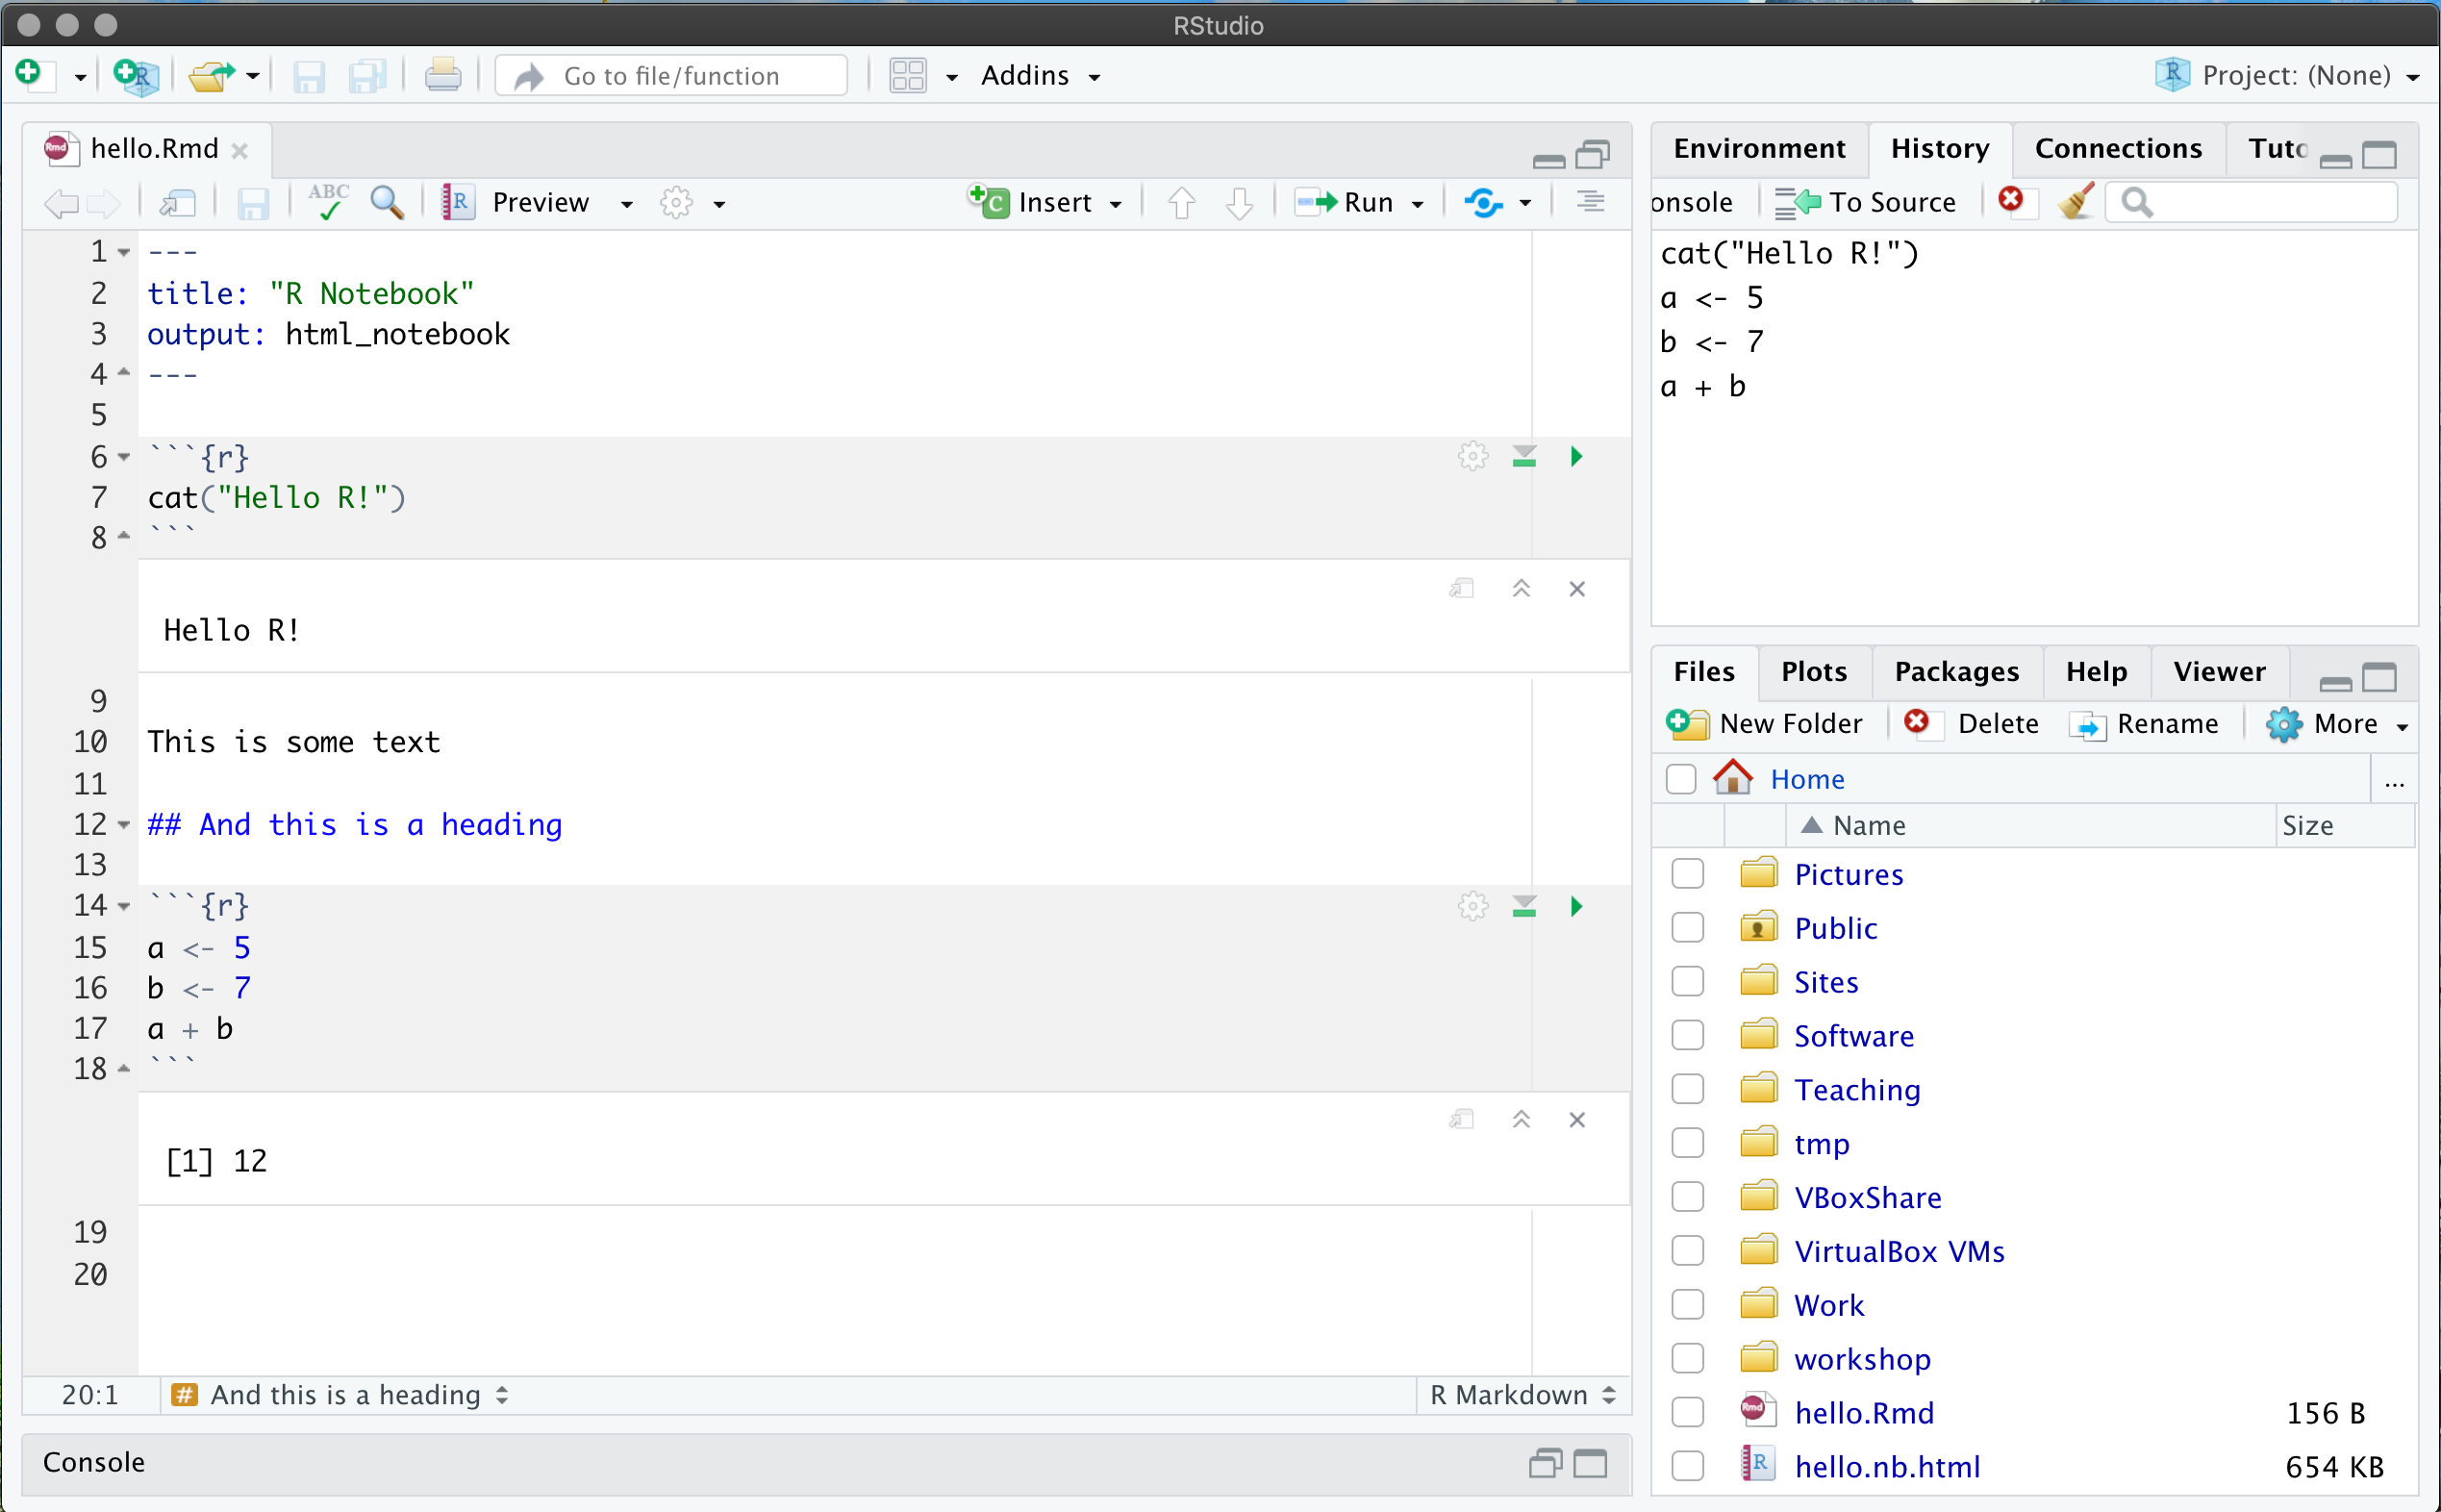 RStudio
Go to file/function
Addins
Project: (None)
hello.Rmd
ABC
Preview
Insert
Run
1 ---
2 title: "R Notebook"
3 output: html_notebook
4 ---
5
6 ```{r}
7 cat("Hello R!")
8 ```
Hello R!
9
10 This is some text
11
12 ## And this is a heading
13
14 ```{r}
15 a <- 5
16 b <- 7
17 a + b
18 ```
[1] 12
19
20
20:1 # And this is a heading R Markdown
Console
Environment History Connections Tuto
onsole To Source
cat("Hello R!")
a <- 5
b <- 7
a + b
Files Plots Packages Help Viewer
New Folder Delete Rename More
Home ...
Name Size
Pictures
Public
Sites
Software
Teaching
tmp
VBoxShare
VirtualBox VMs
Work
workshop
hello.Rmd 156 B
hello.nb.html 654 KB